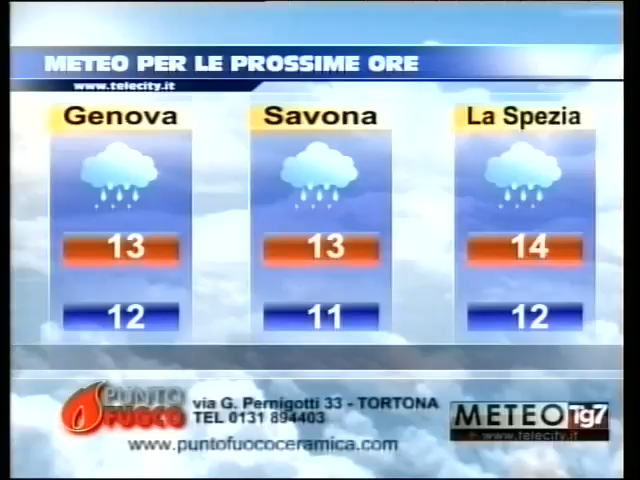 METEO PER LE PROSSIME ORE
www.telecity.it
Genova
Savona
La Spezia
13
13
14
12
11
12
PUNTO
FUOCO
via G. Pernigotti 33 - TORTONA
TEL 0131 894403
www.puntofuococeramica.com
METEO Tg7
www.telecity.it